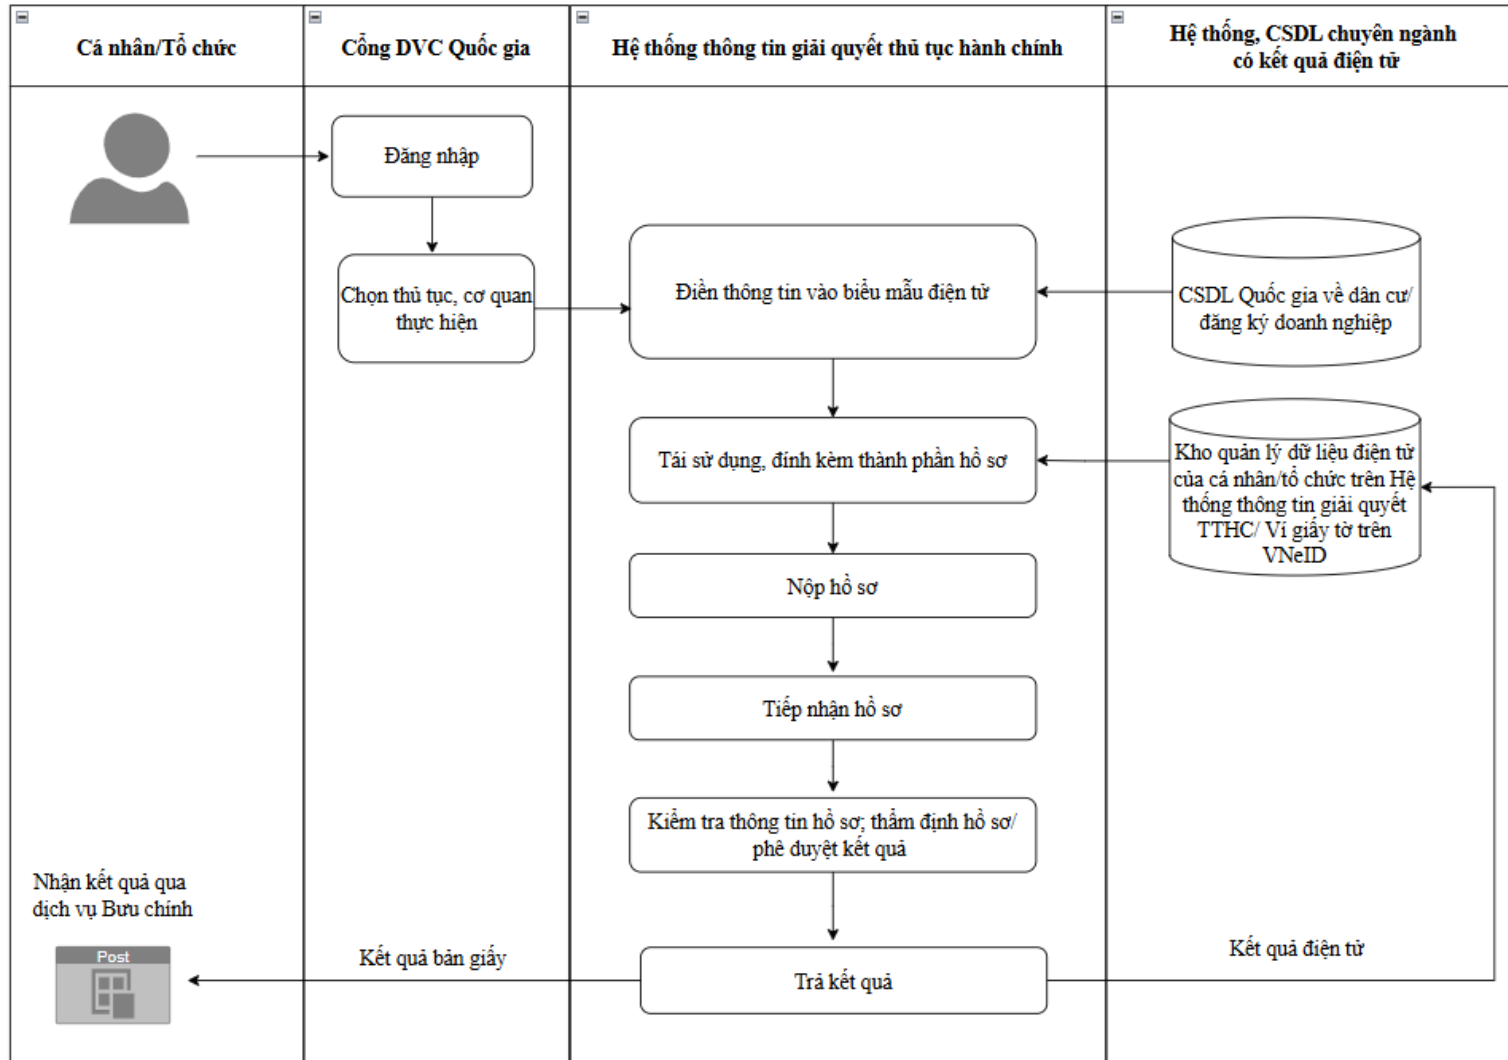 Cá nhân/Tổ chức
Cổng DVC Quốc gia
Hệ thống thông tin giải quyết thủ tục hành chính
Hệ thống, CSDL chuyên ngành
có kết quả điện tử
Đăng nhập
Chọn thủ tục, cơ quan
thực hiện
Điền thông tin vào biểu mẫu điện tử
CSDL Quốc gia về dân cư/
đăng ký doanh nghiệp
Tái sử dụng, đính kèm thành phần hồ sơ
Kho quản lý dữ liệu điện tử
của cá nhân/tổ chức trên Hệ
thống thông tin giải quyết
TTHC/ Ví giấy tờ trên
VNeID
Nộp hồ sơ
Tiếp nhận hồ sơ
Kiểm tra thông tin hồ sơ; thẩm định hồ sơ/
phê duyệt kết quả
Nhận kết quả qua
dịch vụ Bưu chính
Post
Kết quả bản giấy
Trả kết quả
Kết quả điện tử